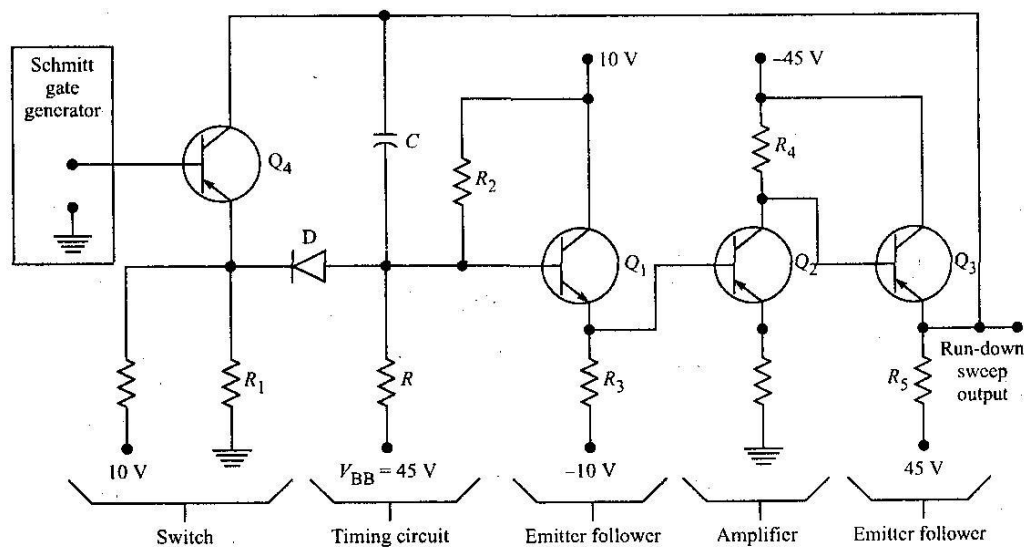 Schmitt
gate
generator
Q4
C
R2
10 V
-45 V
R4
D
Q1
Q2
Q3
R1
R
R3
R5
Run-down
sweep
output
10 V
VBB = 45 V
-10 V
45 V
Switch
Timing circuit
Emitter follower
Amplifier
Emitter follower